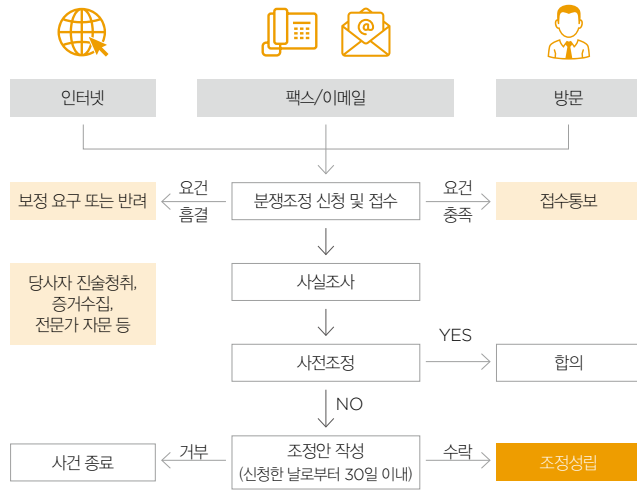 @
인터넷
팩스/이메일
방문
보정 요구 또는 반려
요건
흠결
분쟁조정 신청 및 접수
요건
충족
접수통보
당사자 진술청취,
증거수집,
전문가 자문 등
사실조사
사전조정
YES
합의
NO
사건 종료
거부
조정안 작성
(신청한 날로부터 30일 이내)
수락
조정성립